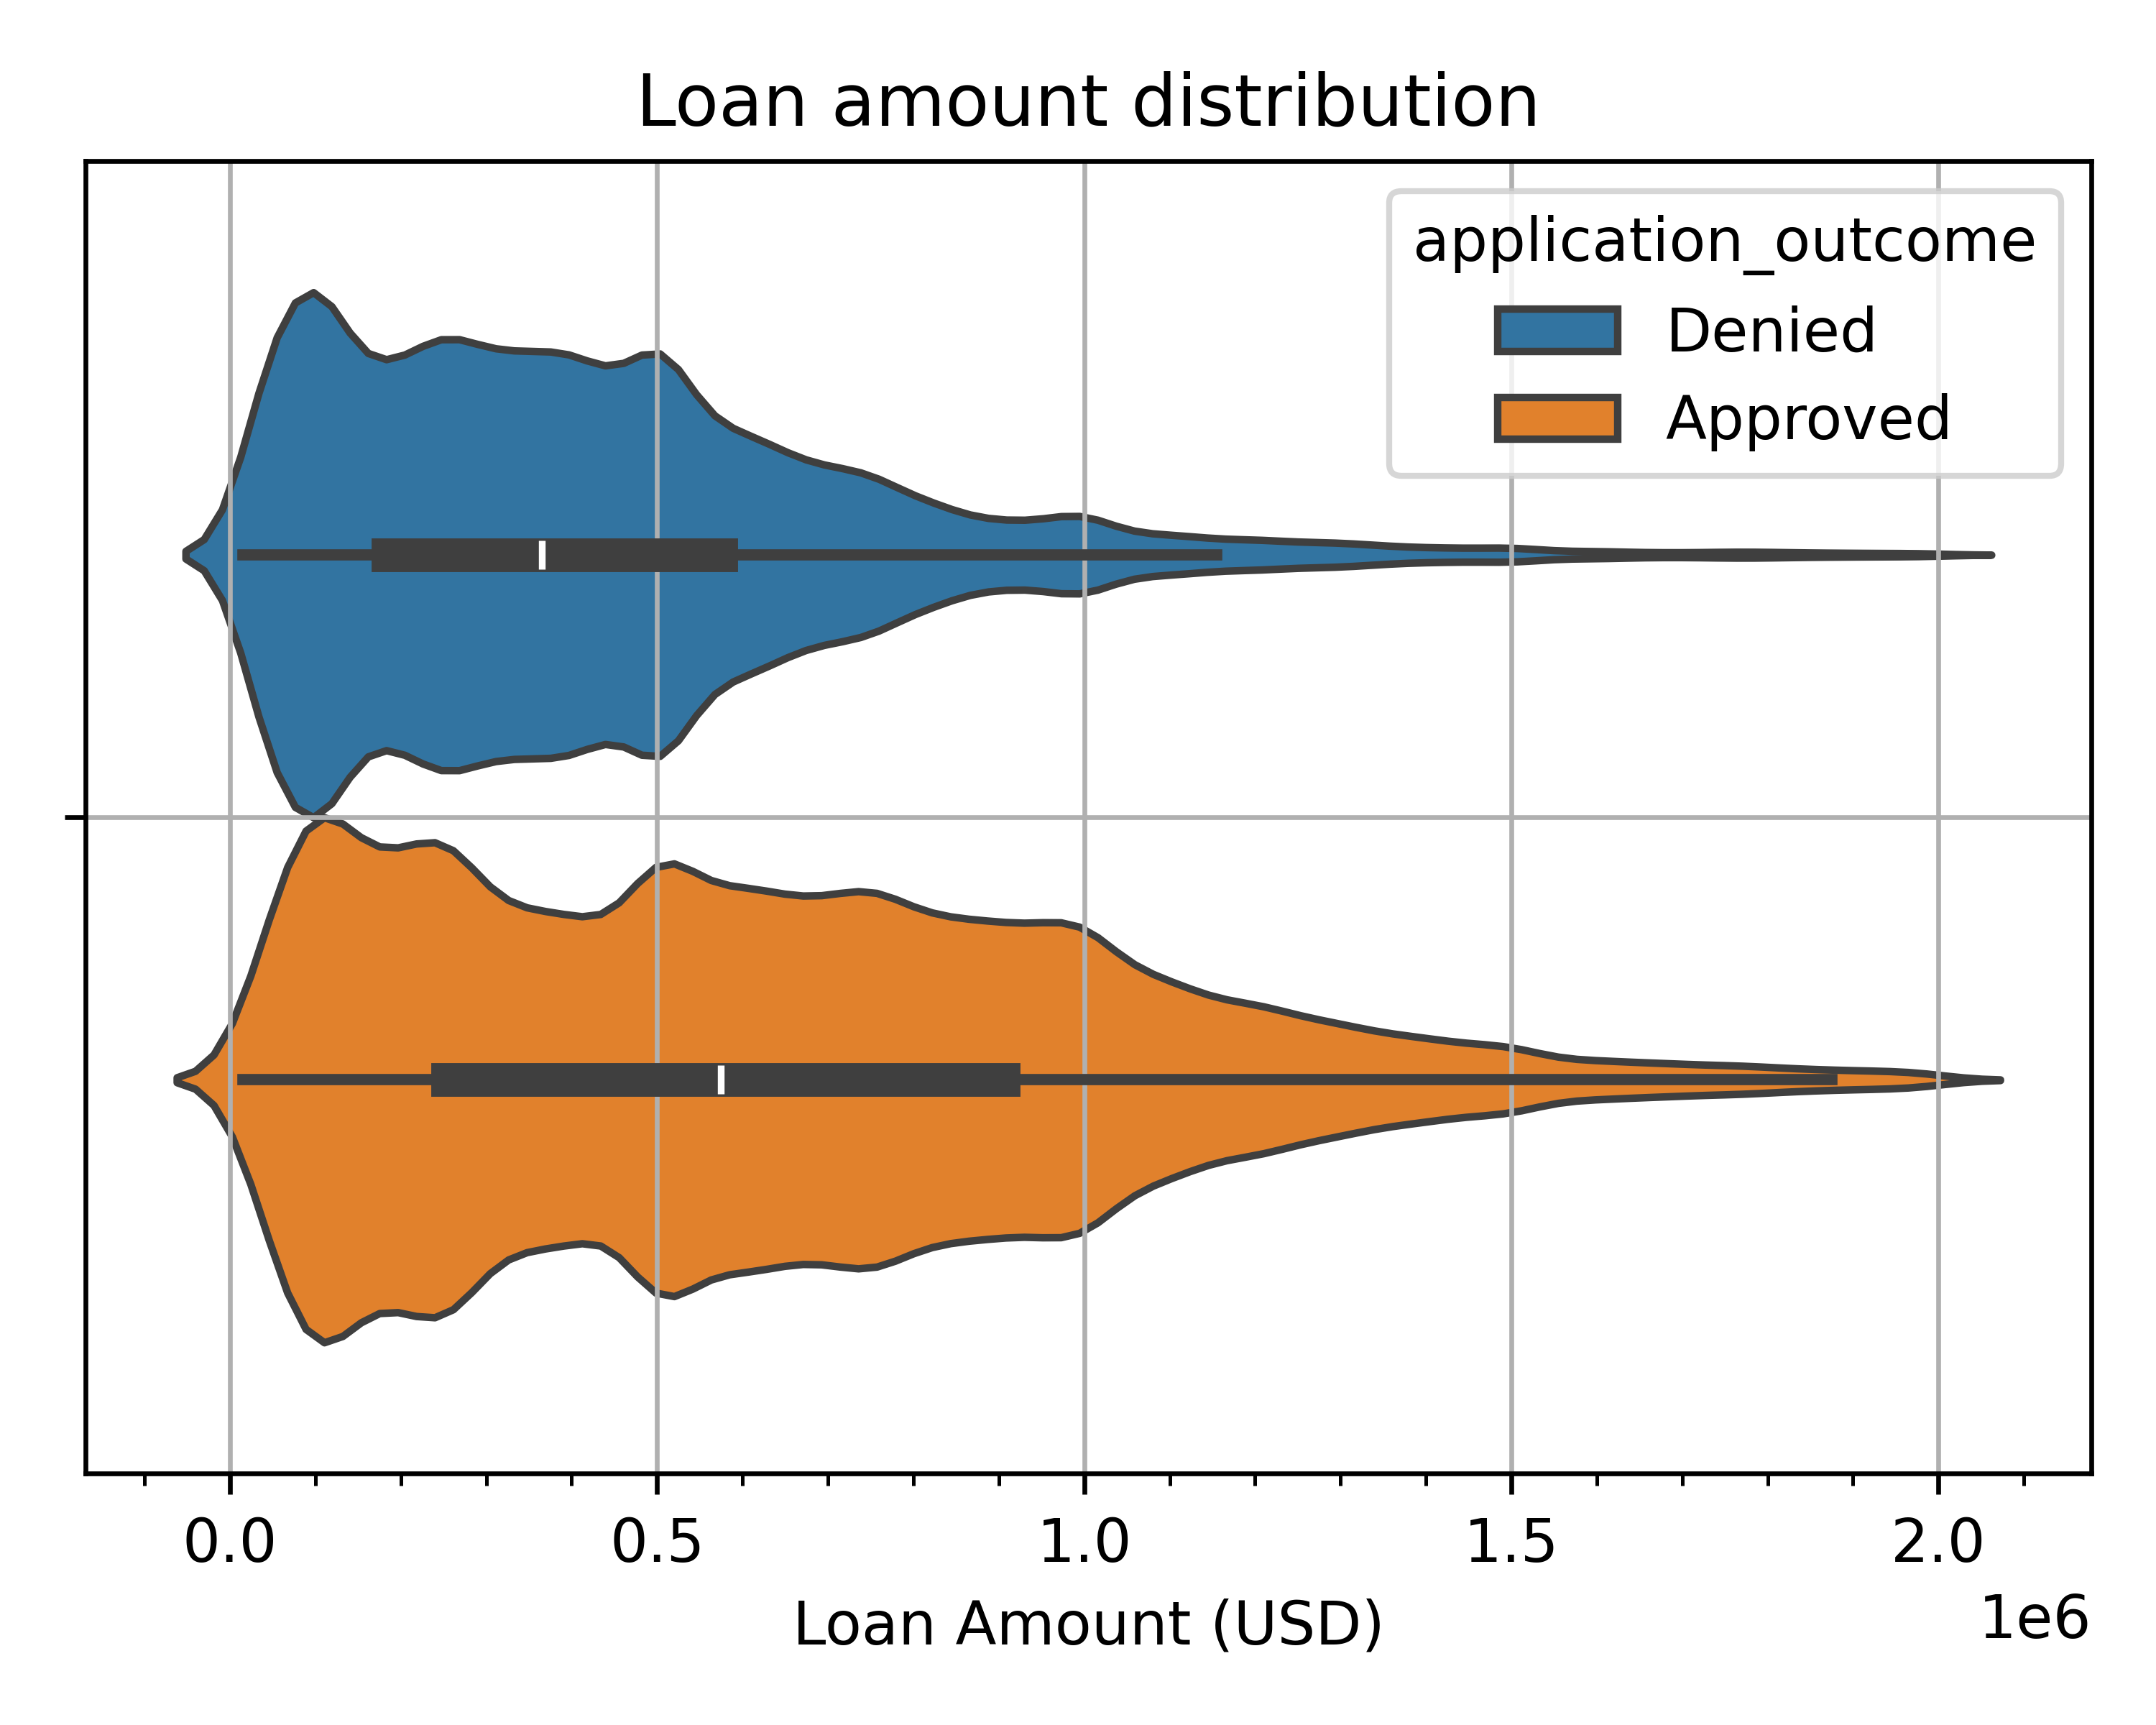 Loan amount distribution
application_outcome
Denied
Approved
0.0 0.5 1.0 1.5 2.0
1e6
Loan Amount (USD)